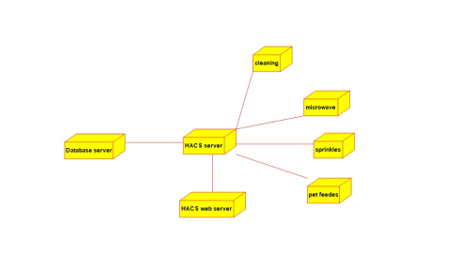 cleaning
microwave
Database server
HACS server
sprinkles
pet feedes
HACS web server